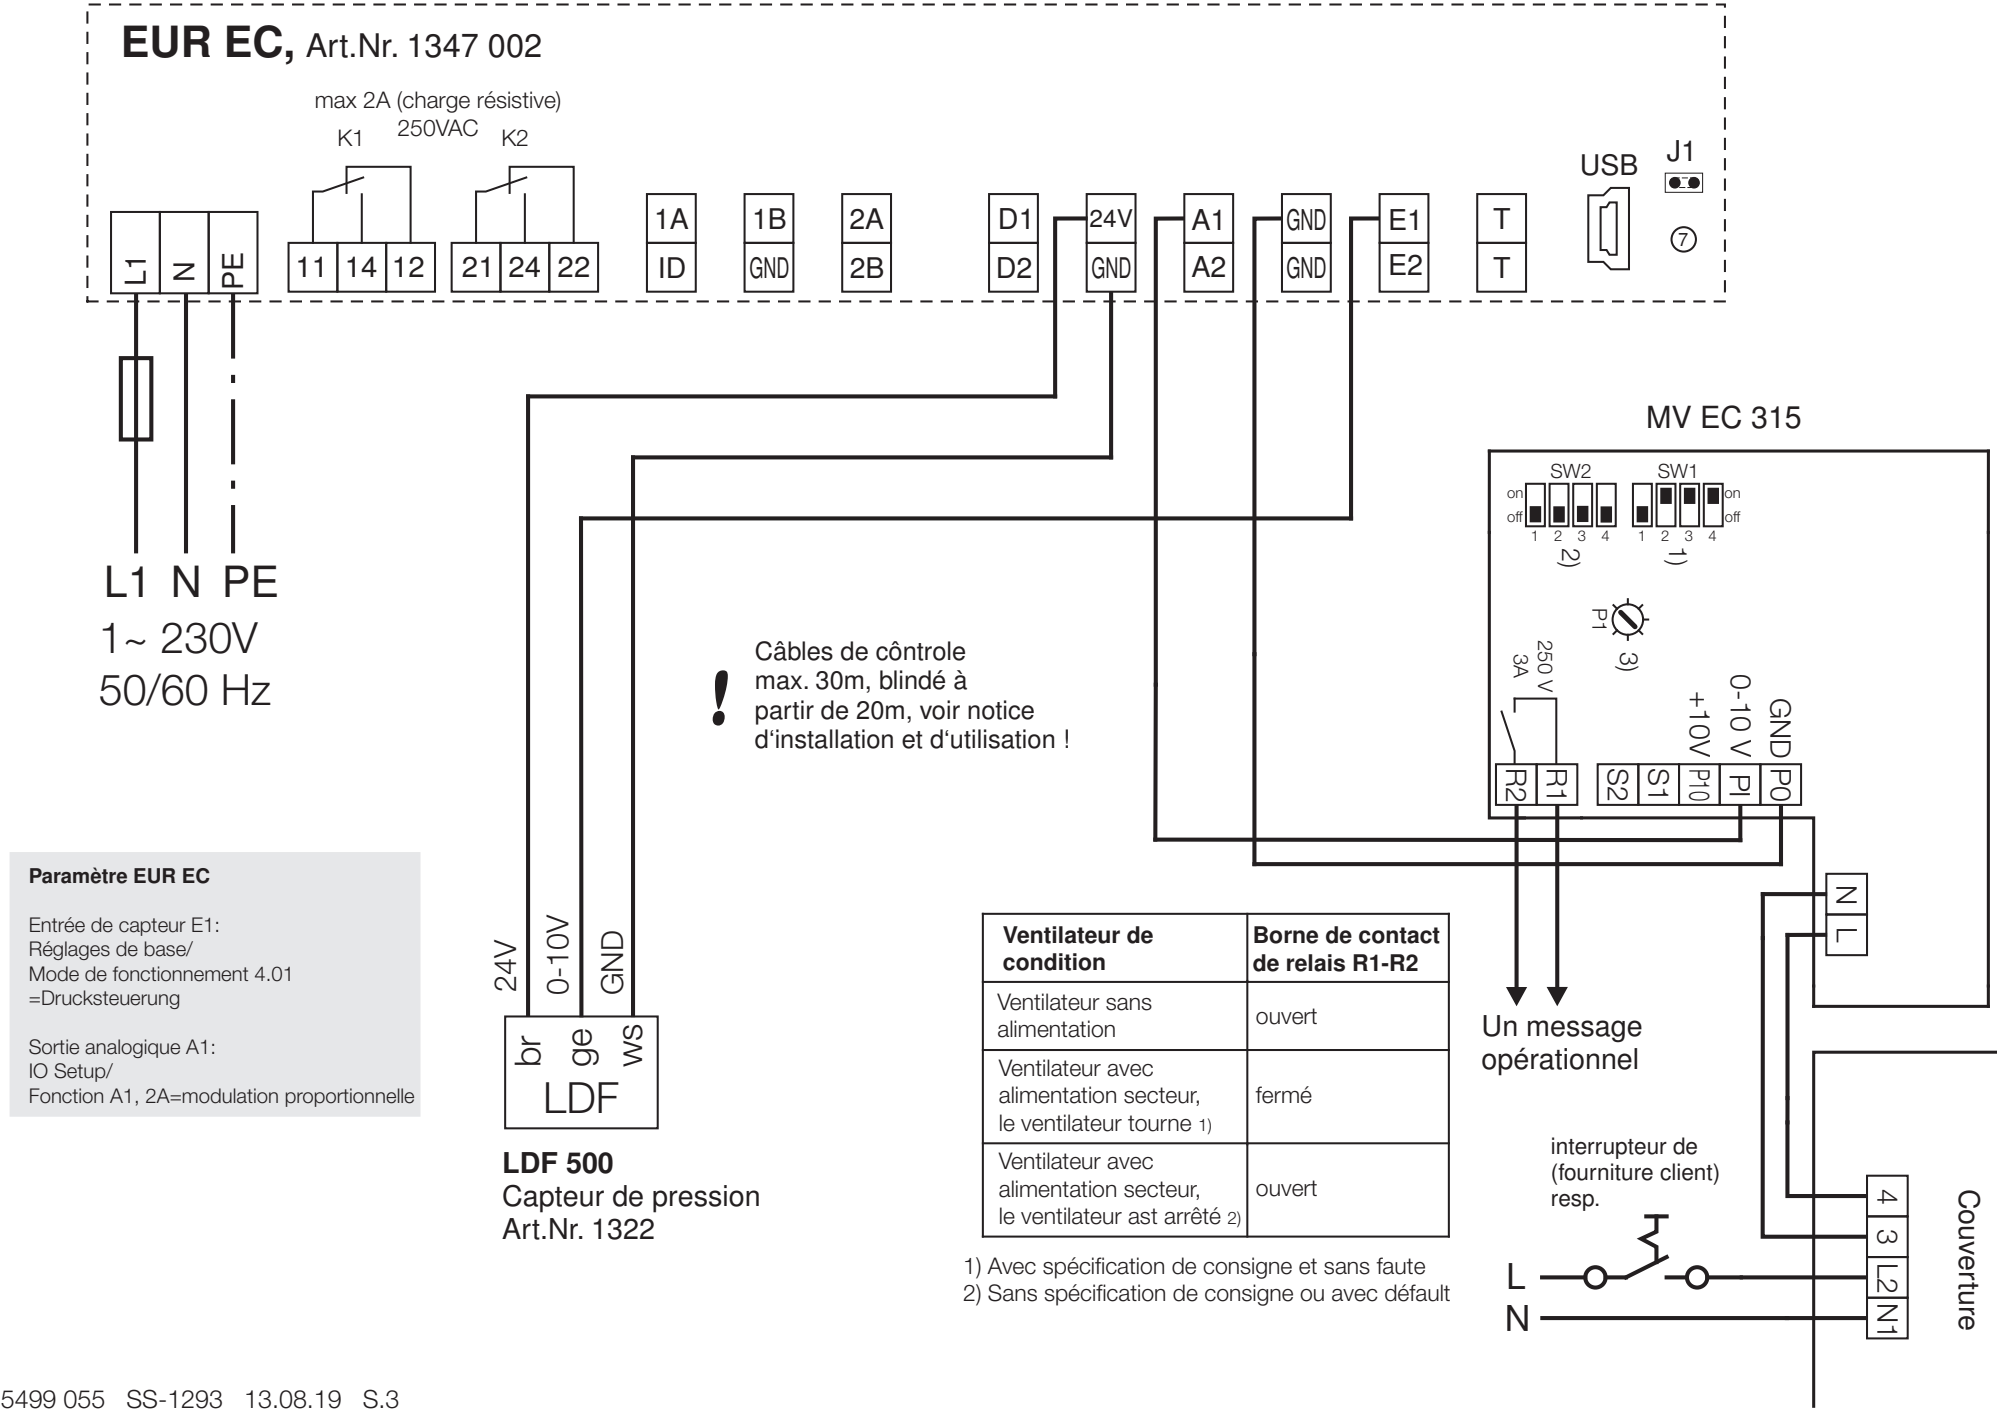 EUR EC, Art.Nr. 1347 002
max 2A (charge résistive)
250VAC
K1
K2
USB
J1
7
L1
N
PE
11 14 12
21 24 22
1A
ID
1B
GND
2A
2B
D1
D2
24V
GND
A1
A2
GND
GND
E1
E2
T
T
L1 N PE
1~ 230V
50/60 Hz
! Câbles de côntrole
max. 30m, blindé à
partir de 20m, voir notice
d‘installation et d‘utilisation !
MV EC 315
SW2
SW1
on
off
on
off
1 2 3 4
1 2 3 4
2)
1)
P1
3)
3A
250 V
+10V
0-10 V
GND
R2
R1
S2
S1
P10
PI
P0
N
L
Paramètre EUR EC
Entrée de capteur E1:
Réglages de base/
Mode de fonctionnement 4.01
=Drucksteuerung
Sortie analogique A1:
IO Setup/
Fonction A1, 2A=modulation proportionnelle
24V
0-10V
GND
br
ge
ws
LDF
LDF 500
Capteur de pression
Art.Nr. 1322
Ventilateur de
condition
Borne de contact
de relais R1-R2
Ventilateur sans
alimentation
ouvert
Ventilateur avec
alimentation secteur,
le ventilateur tourne 1)
fermé
Ventilateur avec
alimentation secteur,
le ventilateur ast arrêté 2)
ouvert
1) Avec spécification de consigne et sans faute
2) Sans spécification de consigne ou avec défault
Un message
opérationnel
interrupteur de
(fourniture client)
resp.
L
N
4
3
L2
N1
Couverture
5499 055 SS-1293 13.08.19 S.3